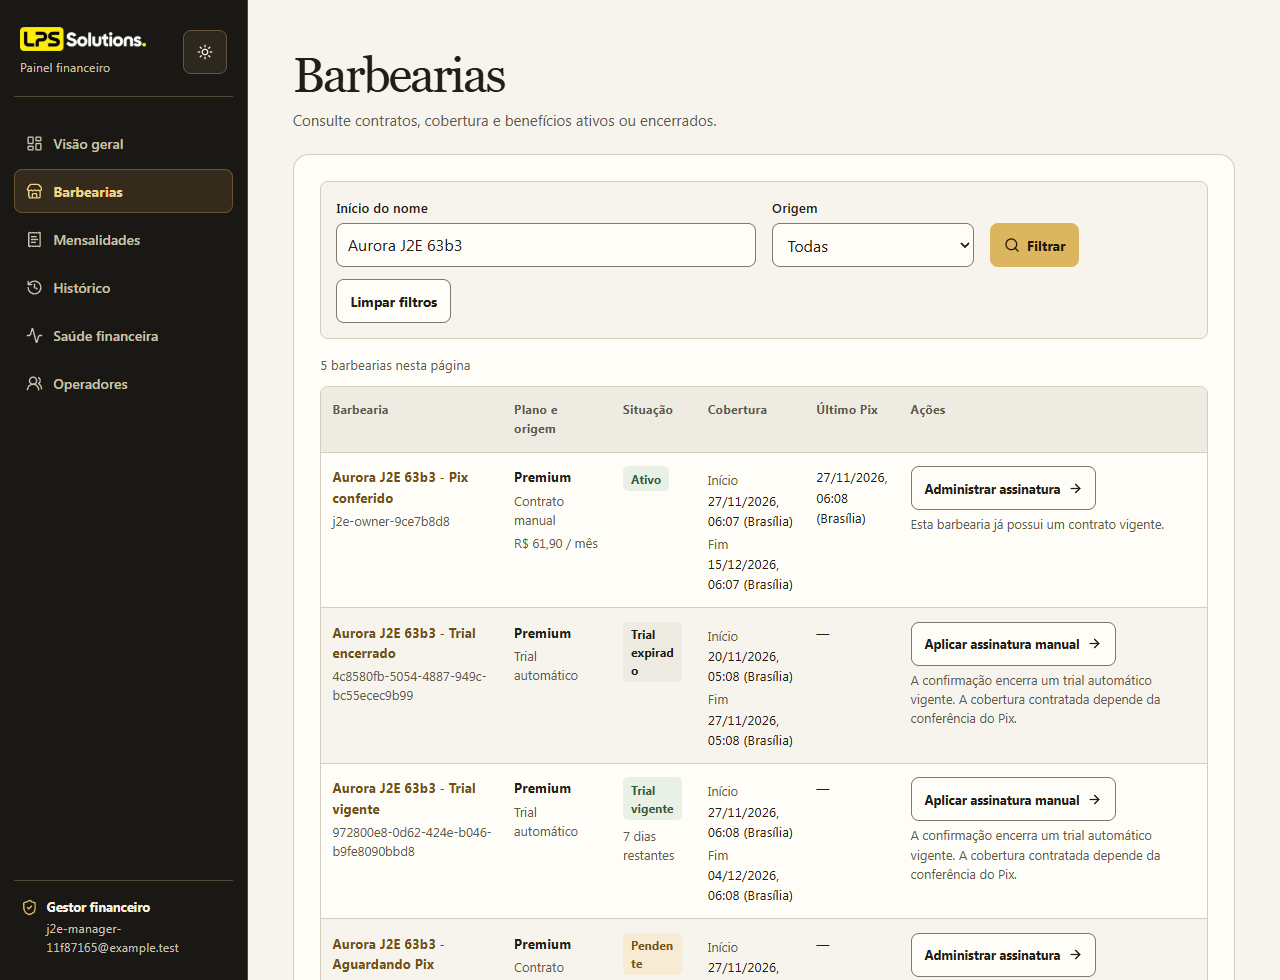 LPS Solutions.
Painel financeiro
Visão geral
Barbearias
Mensalidades
Histórico
Saúde financeira
Operadores
Gestor financeiro
j2e-manager-
11f87165@example.test
Barbearias
Consulte contratos, cobertura e benefícios ativos ou encerrados.
Início do nome
Aurora J2E 63b3
Origem
Todas
Filtrar
Limpar filtros
5 barbearias nesta página
Barbearia
Plano e
origem
Situação
Cobertura
Último Pix
Ações
Aurora J2E 63b3 - Pix
conferido
j2e-owner-9ce7b8d8
Premium
Contrato
manual
R$ 61,90 / mês
Ativo
Início
27/11/2026,
06:07 (Brasília)
Fim
15/12/2026,
06:07 (Brasília)
27/11/2026,
06:08
(Brasília)
Administrar assinatura →
Esta barbearia já possui um contrato vigente.
Aurora J2E 63b3 - Trial
encerrado
4c8580fb-5054-4887-949c-
bc55ecec9b99
Premium
Trial
automático
Trial
expirad
o
Início
20/11/2026,
05:08 (Brasília)
Fim
27/11/2026,
05:08 (Brasília)
—
Aplicar assinatura manual →
A confirmação encerra um trial automático
vigente. A cobertura contratada depende da
conferência do Pix.
Aurora J2E 63b3 - Trial
vigente
972800e8-0d62-424e-b046-
b9fe8090bbd8
Premium
Trial
automático
Trial
vigente
7 dias
restantes
Início
27/11/2026,
06:08 (Brasília)
Fim
04/12/2026,
06:08 (Brasília)
—
Aplicar assinatura manual →
A confirmação encerra um trial automático
vigente. A cobertura contratada depende da
conferência do Pix.
Aurora J2E 63b3 -
Aguardando Pix
Premium
Contrato
Penden
te
Início
27/11/2026,
—
Administrar assinatura →